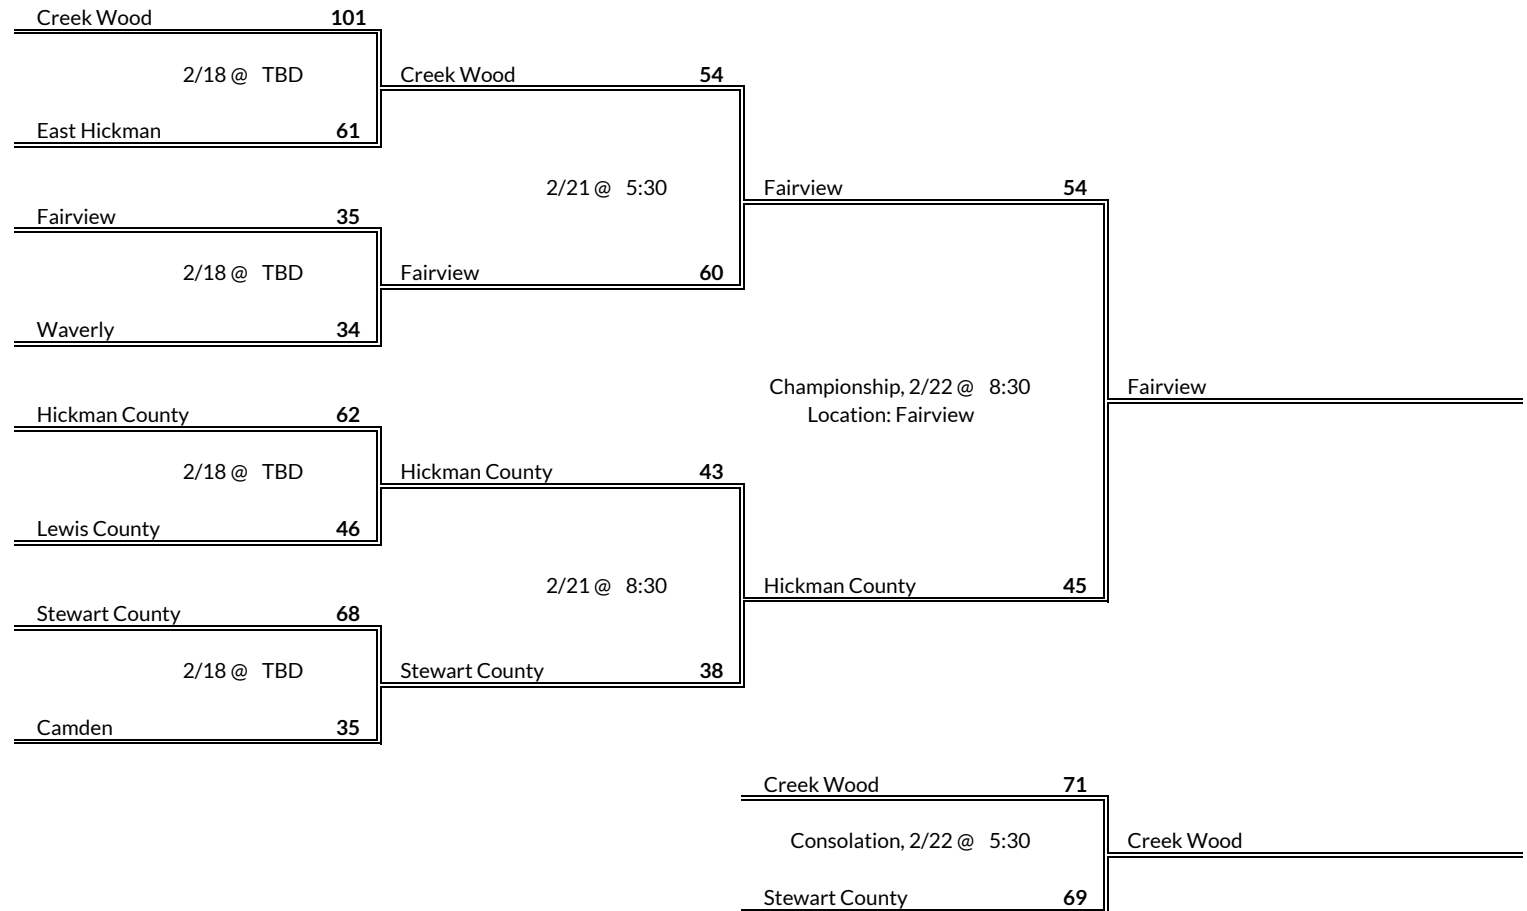 Creek Wood 101
2/18 @ TBD
Creek Wood 54
East Hickman 61
2/21 @ 5:30
Fairview 54
Fairview 35
2/18 @ TBD
Fairview 60
Waverly 34
Championship, 2/22 @ 8:30
Fairview
Hickman County 62
Location: Fairview
2/18 @ TBD
Hickman County 43
Lewis County 46
2/21 @ 8:30
Hickman County 45
Stewart County 68
2/18 @ TBD
Stewart County 38
Camden 35
Creek Wood 71
Consolation, 2/22 @ 5:30
Creek Wood
Stewart County 69